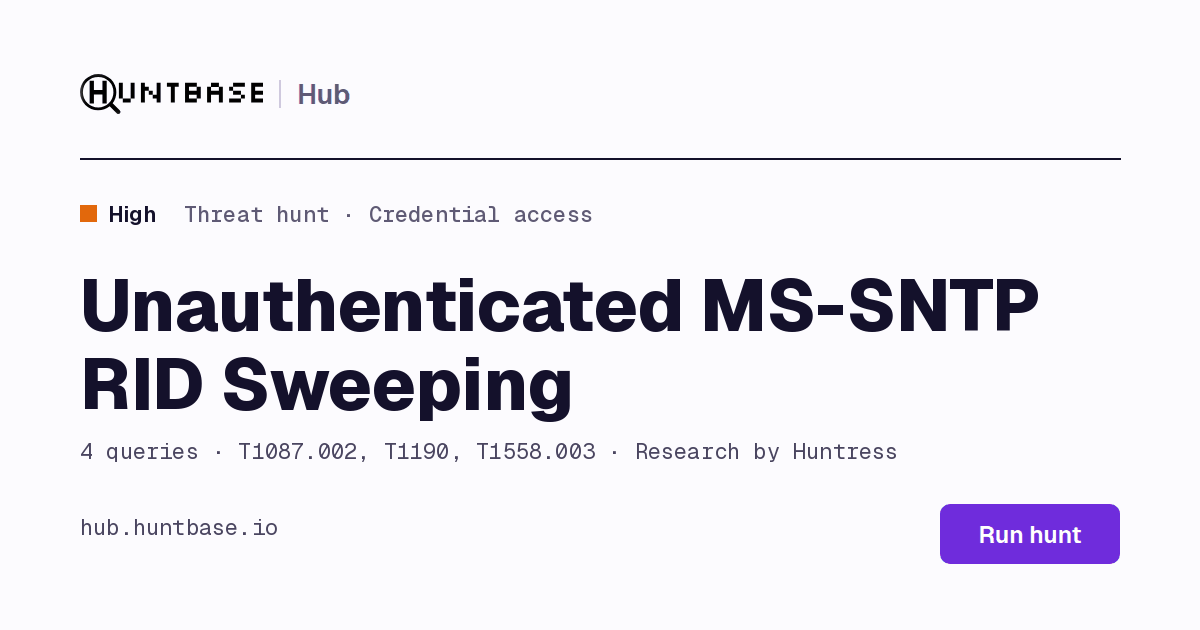 HUNTBASE Hub
High Threat hunt · Credential access
Unauthenticated MS-SNTP
RID Sweeping
4 queries · T1087.002, T1190, T1558.003 · Research by Huntress
hub.huntbase.io
Run hunt